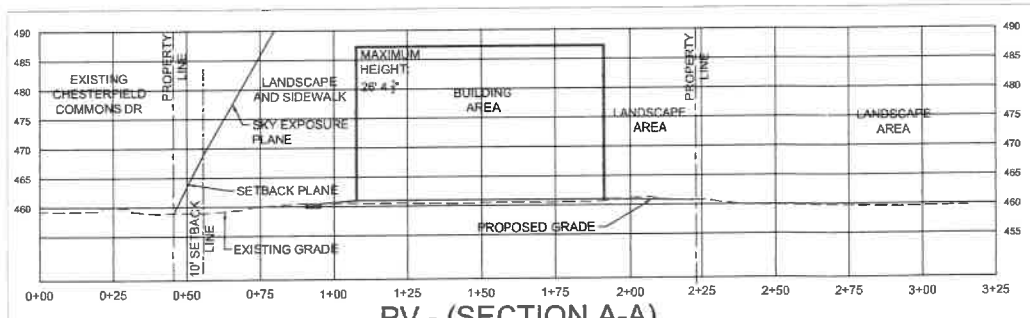 490
485
480
475
470
465
460
EXISTING
CHESTERFIELD
COMMONS DR
PROPERTY
LINE
10' SETBACK
LINE
LANDSCAPE
AND SIDEWALK
SKY EXPOSURE
PLANE
SETBACK PLANE
EXISTING GRADE
MAXIMUM
HEIGHT:
BUILDING
AREA
LANDSCAPE
AREA
PROPOSED GRADE
PROPERTY
LINE
LANDSCAPE
AREA
490
485
480
475
470
465
460
455
0+00 0+25 0+50 0+75 1+00 1+25 1+50 1+75 2+00 2+25 2+50 2+75 3+00 3+25
(SECTION A-A)